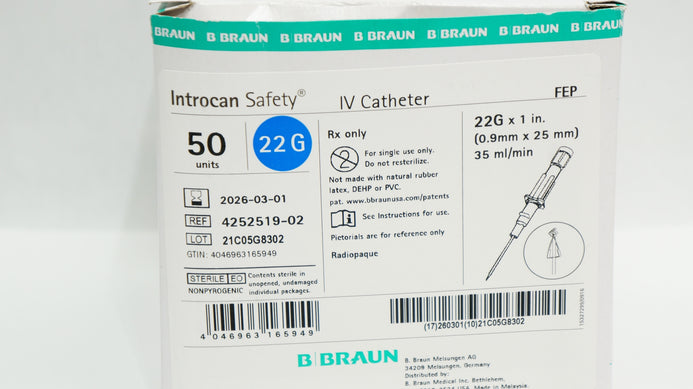 BRAUN B BRAUN B BRAUN B BRAUN B BRAUN B BRAUN
Introcan Safety® IV Catheter FEP
50
units
22 G
2026-03-01
REF 4252519-02
LOT 21C05G8302
GTIN: 4046963165949
STERILE EO
NONPYROGENIC
Contents sterile in
unopened, undamaged
individual packages.
4 046963 165949
Rx only
2
For single use only.
Do not resterilize.
Not made with natural rubber
latex, DEHP or PVC.
pat. www.bbraunusa.com/patents
i
See Instructions for use.
Pictorials are for reference only
Radiopaque
22G x 1 in.
(0.9mm x 25 mm)
35 ml/min
(17)260301(10)21C05G8302
B BRAUN
B. Braun Melsungen AG
34209 Melsungen, Germany
Distributed by:
B. Braun Medical Inc. Bethlehem,
Made in Malaysia